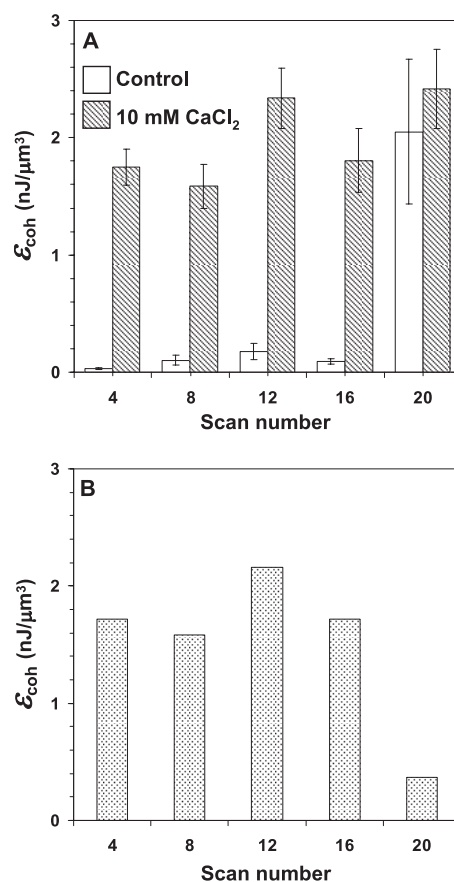 A
Control
10 mM CaCl₂
3
2
1
0
Ɛcoh (nJ/μm³)
4 8 12 16 20
Scan number
B
3
2
1
0
Ɛcoh (nJ/μm³)
4 8 12 16 20
Scan number